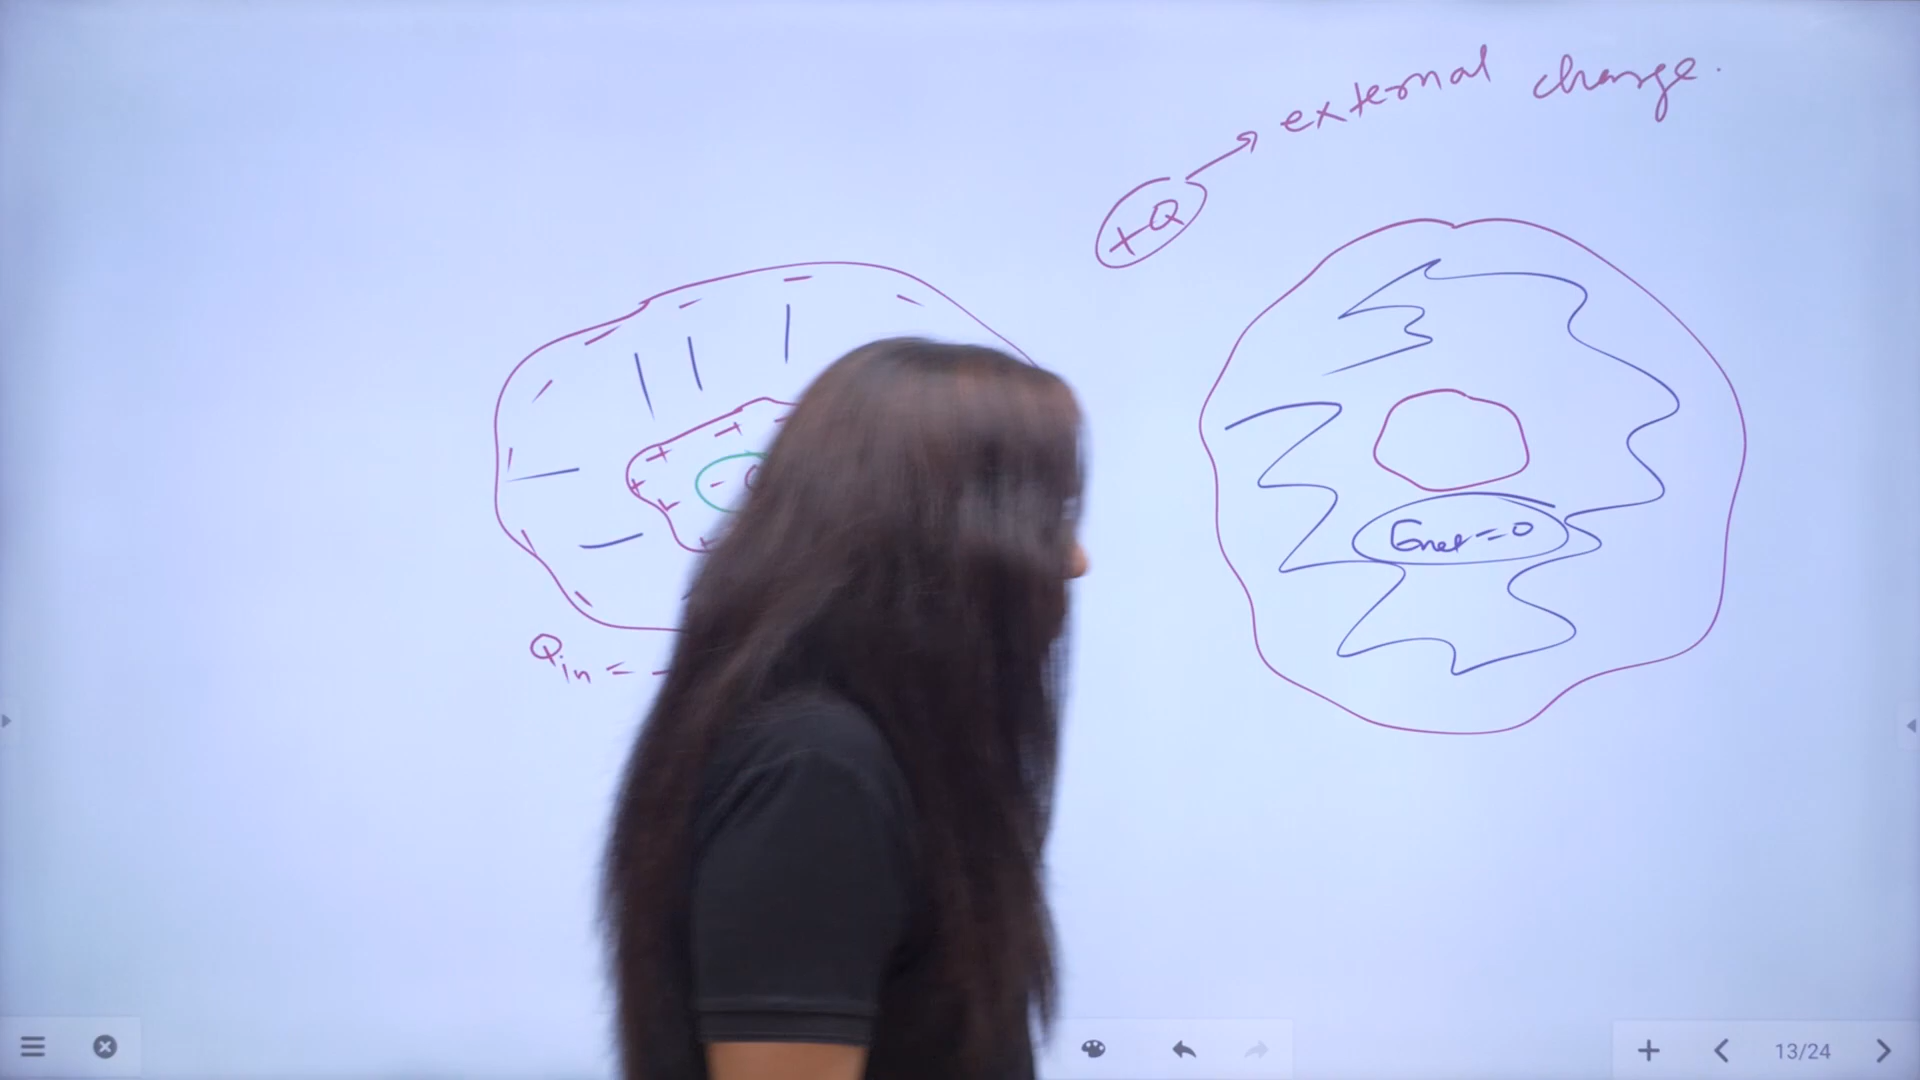 external charge.
+Q
- Q
Enet = 0
Qin = -
13/24